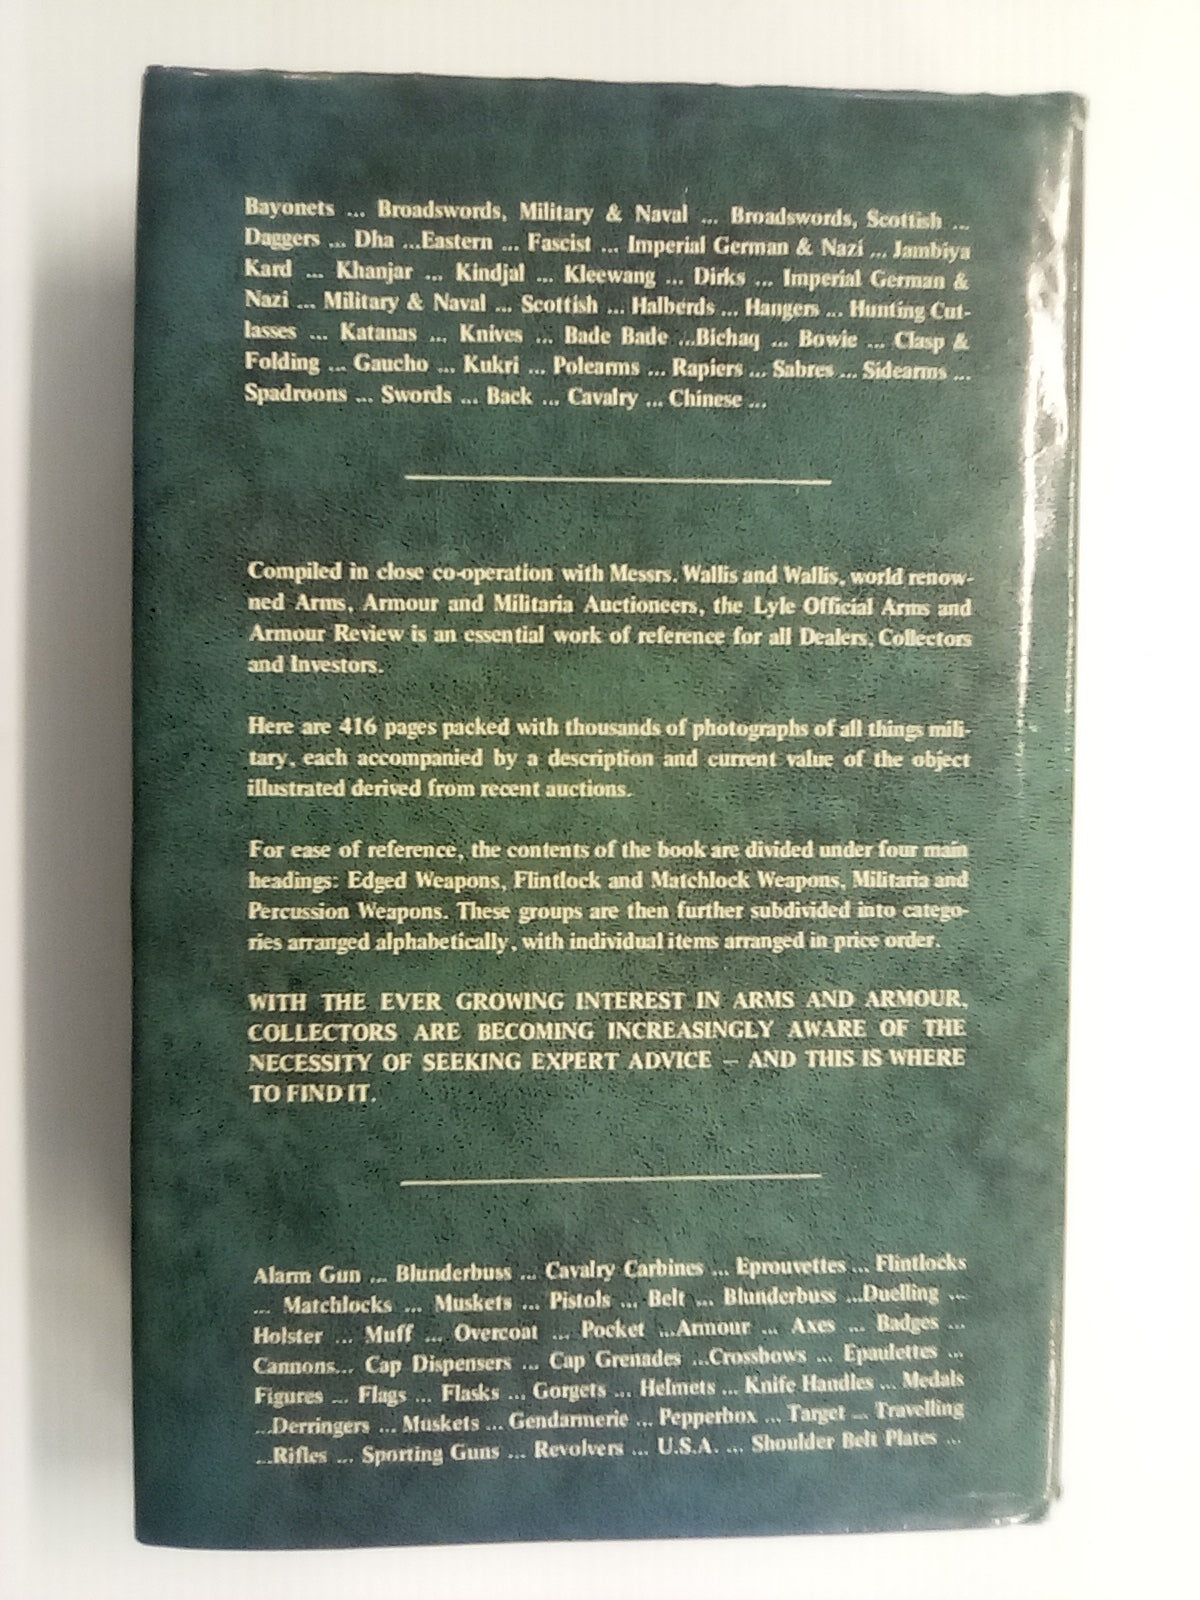 Bayonets ... Broadswords, Military & Naval ... Broadswords, Scottish ...
Daggers ... Dha ...Eastern ... Fascist ... Imperial German & Nazi ... Jambiya
Kard ... Khanjar ... Kindjal ... Kleewang ... Dirks ... Imperial German &
Nazi ... Military & Naval ... Scottish ... Halberds ... Hangers ... Hunting Cut-
lasses ... Katanas ... Knives ... Bade Bade ...Bichaq ... Bowie ... Clasp &
Folding ... Gaucho ... Kukri ... Polearms ... Rapiers ... Sabres ... Sidearms ...
Spadroons ... Swords ... Back ... Cavalry ... Chinese ...
Compiled in close co-operation with Messrs. Wallis and Wallis, world renow-
ned Arms, Armour and Militaria Auctioneers, the Lyle Official Arms and
Armour Review is an essential work of reference for all Dealers, Collectors
and Investors.
Here are 416 pages packed with thousands of photographs of all things mili-
tary, each accompanied by a description and current value of the object
illustrated derived from recent auctions.
For ease of reference, the contents of the book are divided under four main
headings: Edged Weapons, Flintlock and Matchlock Weapons, Militaria and
Percussion Weapons. These groups are then further subdivided into catego-
ries arranged alphabetically, with individual items arranged in price order.
WITH THE EVER GROWING INTEREST IN ARMS AND ARMOUR,
COLLECTORS ARE BECOMING INCREASINGLY AWARE OF THE
NECESSITY OF SEEKING EXPERT ADVICE – AND THIS IS WHERE
TO FIND IT.
Alarm Gun ... Blunderbuss ... Cavalry Carbines ... Eprouvettes ... Flintlocks
... Matchlocks ... Muskets ... Pistols ... Belt ... Blunderbuss ...Duelling ...
Holster ... Muff ... Overcoat ... Pocket ...Armour ... Axes ... Badges ...
Cannons... Cap Dispensers ... Cap Grenades ...Crossbows ... Epaulettes ...
Figures ... Flags ... Flasks ... Gorgets ... Helmets ... Knife Handles ... Medals
...Derringers ... Muskets ... Gendarmerie ... Pepperbox ... Target ... Travelling
...Rifles ... Sporting Guns ... Revolvers ... U.S.A. ... Shoulder Belt Plates ...